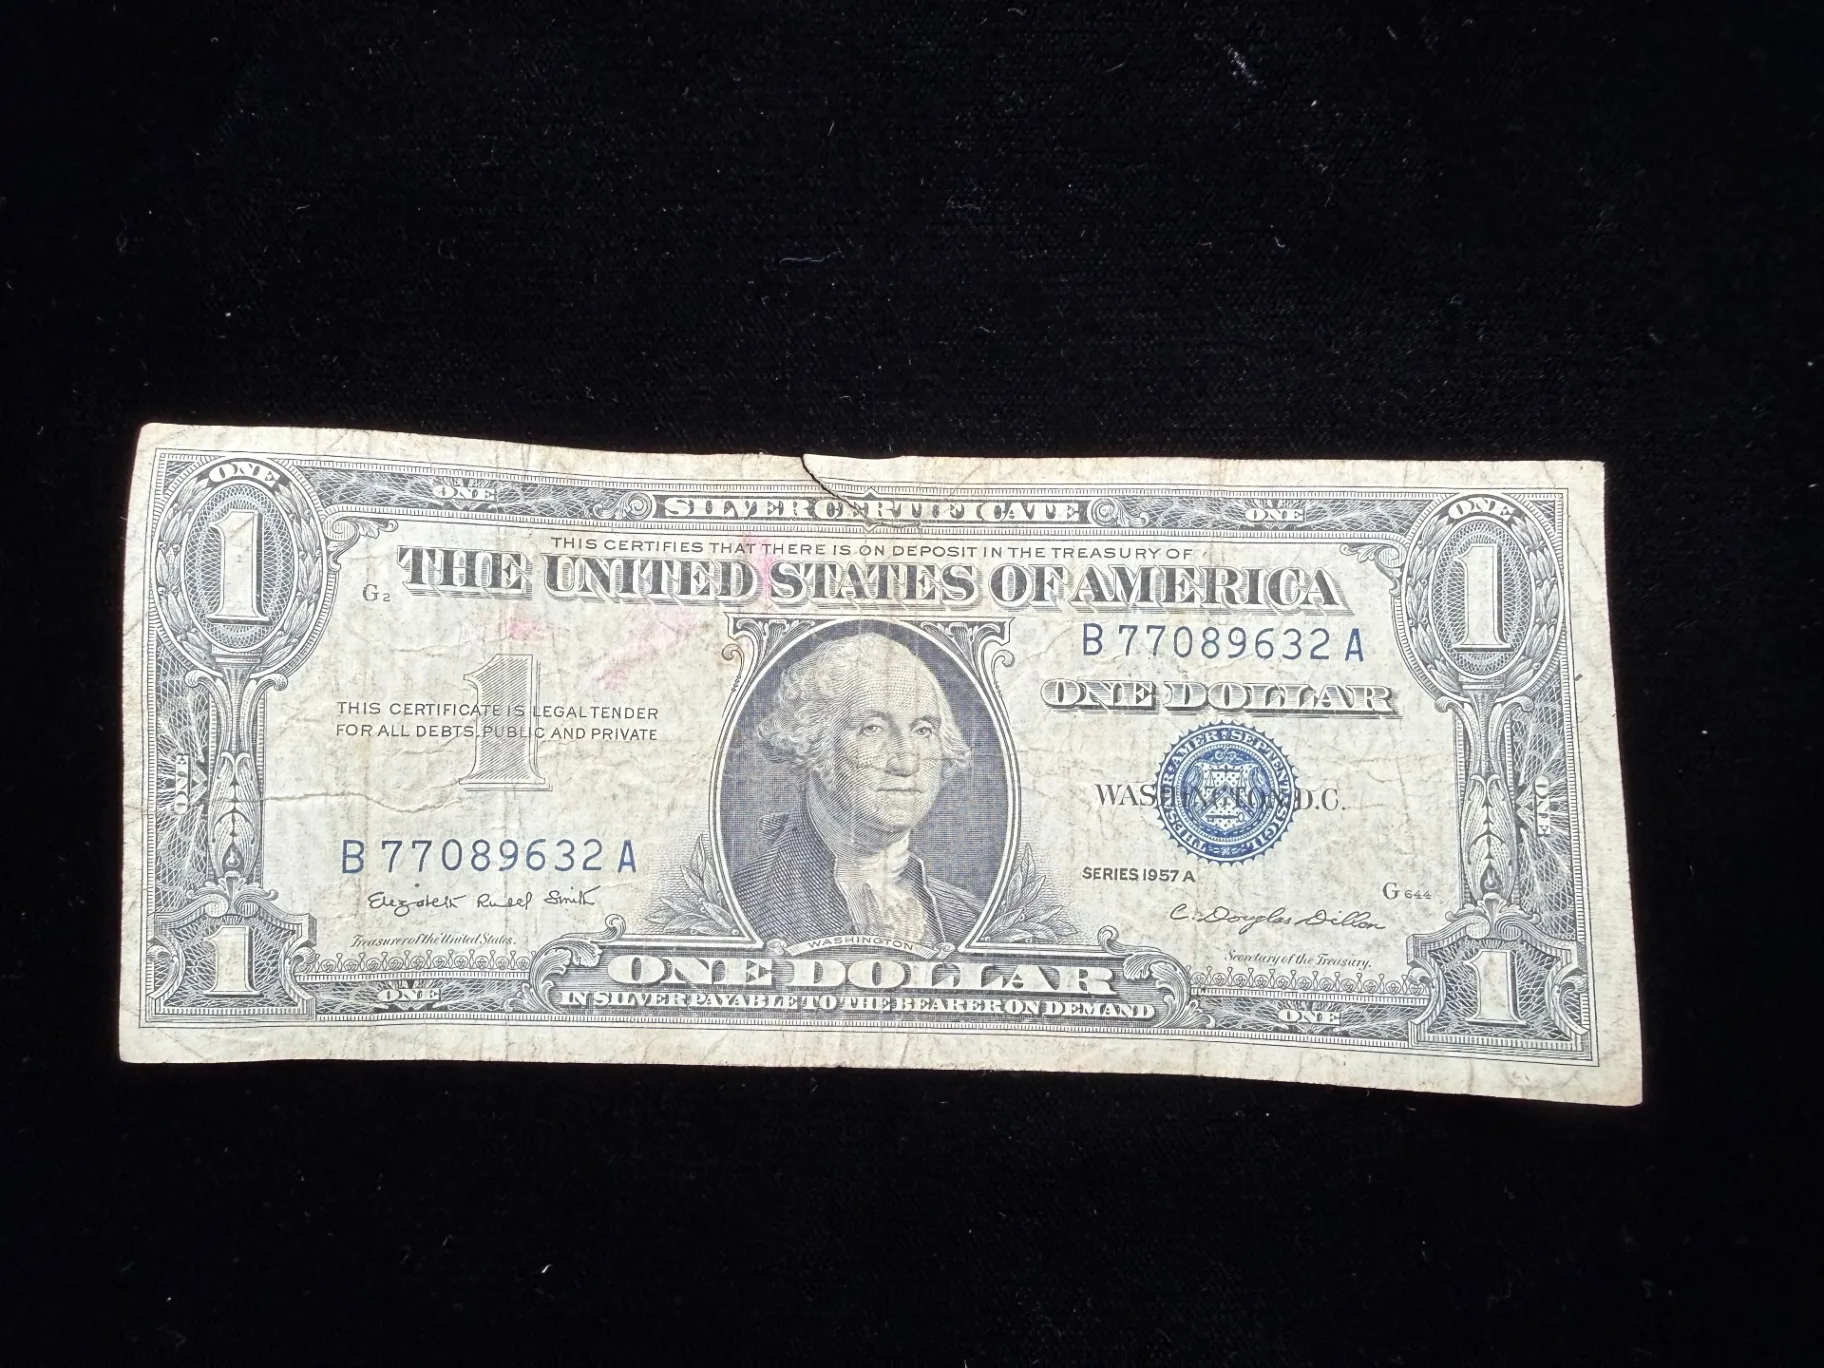 ONE
ONE
SILVER CERTIFICATE
ONE
ONE
1
1
THIS CERTIFIES THAT THERE IS ON DEPOSIT IN THE TREASURY OF
THE UNITED STATES OF AMERICA
G2
B 77089632 A
ONE DOLLAR
1
THIS CERTIFICATE IS LEGAL TENDER
FOR ALL DEBTS, PUBLIC AND PRIVATE
ONE
ONE
WASHINGTON, D.C.
B 77089632 A
SERIES 1957 A
G 644
Elizabeth Rudel Smith
C. Douglas Dillon
Treasurer of the United States.
Secretary of the Treasury.
WASHINGTON
1
ONE DOLLAR
1
ONE
IN SILVER PAYABLE TO THE BEARER ON DEMAND
ONE